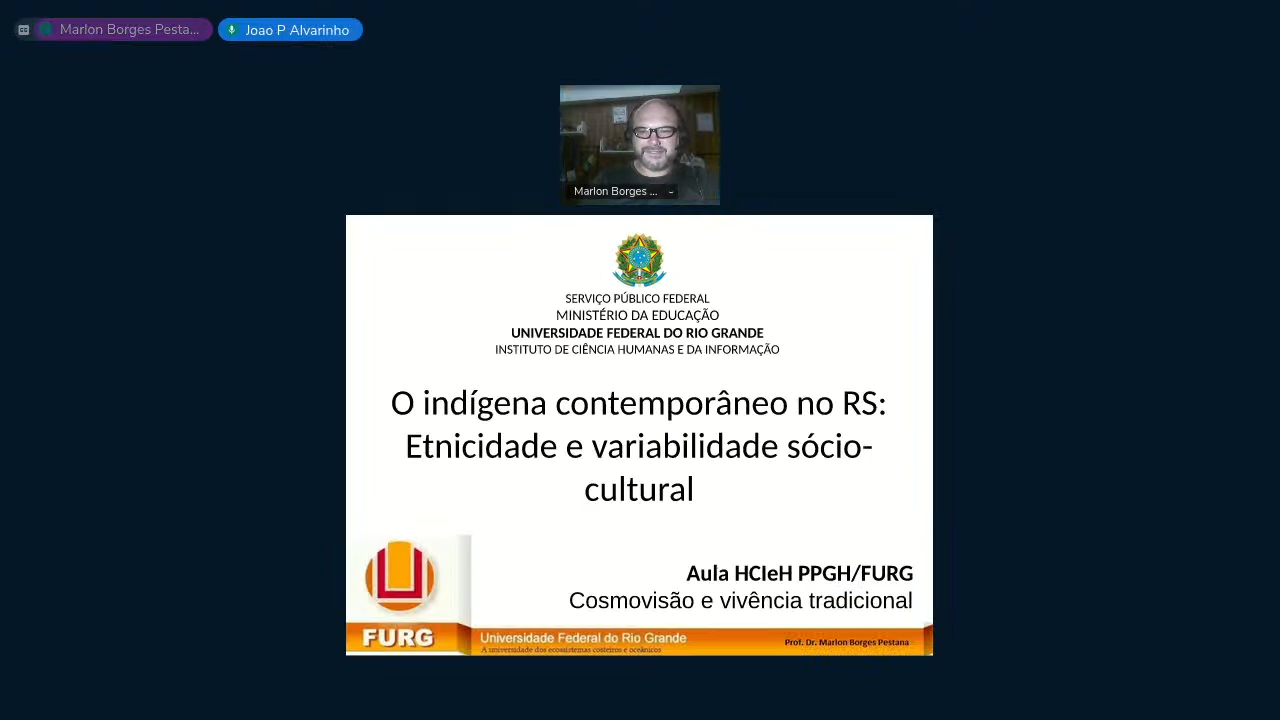 Marlon Borges Pesta...
Joao P Alvarinho
Marlon Borges ...
SERVIÇO PÚBLICO FEDERAL
MINISTÉRIO DA EDUCAÇÃO
UNIVERSIDADE FEDERAL DO RIO GRANDE
INSTITUTO DE CIÊNCIA HUMANAS E DA INFORMAÇÃO
O indígena contemporâneo no RS:
Etnicidade e variabilidade sócio-
cultural
Aula HCIeH PPGH/FURG
Cosmovisão e vivência tradicional
FURG
Universidade Federal do Rio Grande
A universidade dos ecossistemas costeiros e oceânicos
Prof. Dr. Marlon Borges Pestana